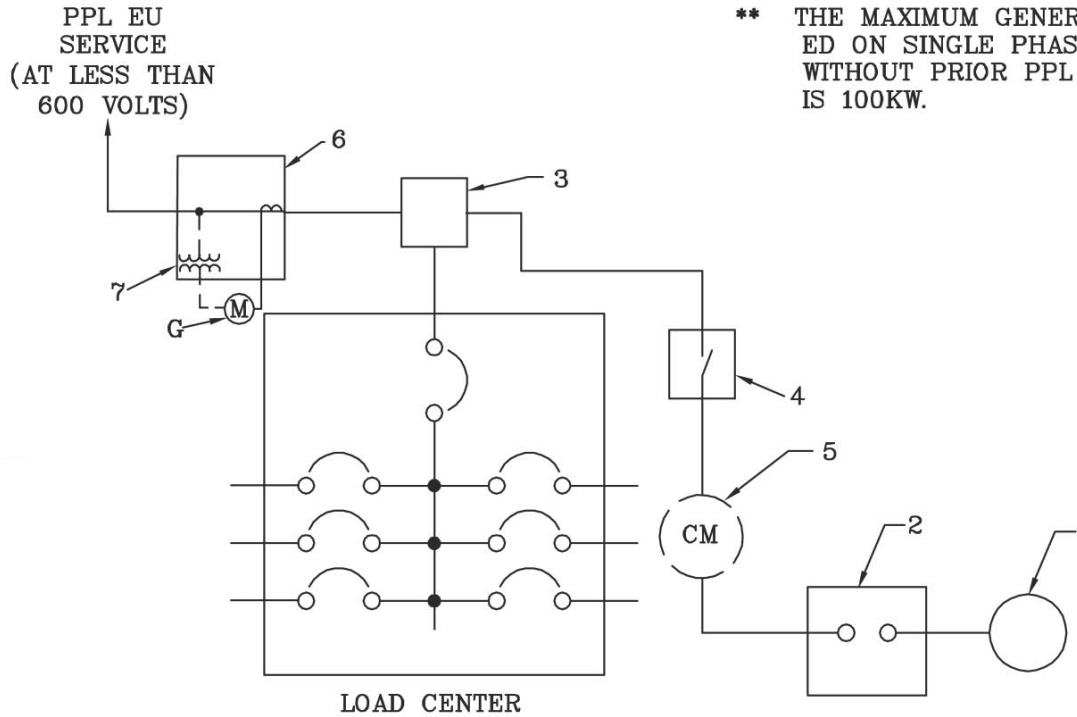 PPL EU
SERVICE
(AT LESS THAN
600 VOLTS)
** THE MAXIMUM GENER
ED ON SINGLE PHAS
WITHOUT PRIOR PPL
IS 100KW.
6
3
7
G
M
4
5
CM
2
LOAD CENTER